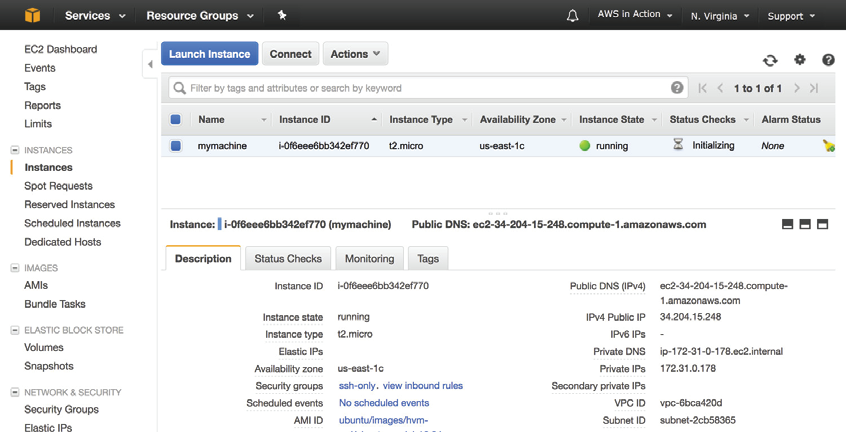 Services Resource Groups AWS in Action N. Virginia Support
EC2 Dashboard
Events
Tags
Reports
Limits
INSTANCES
Instances
Spot Requests
Reserved Instances
Scheduled Instances
Dedicated Hosts
IMAGES
AMIs
Bundle Tasks
ELASTIC BLOCK STORE
Volumes
Snapshots
NETWORK & SECURITY
Security Groups
Elastic IPs
Launch Instance Connect Actions
Filter by tags and attributes or search by keyword 1 to 1 of 1
Name Instance ID Instance Type Availability Zone Instance State Status Checks Alarm Status
mymachine i-0f6eee6bb342ef770 t2.micro us-east-1c running Initializing None
Instance: i-0f6eee6bb342ef770 (mymachine) Public DNS: ec2-34-204-15-248.compute-1.amazonaws.com
Description Status Checks Monitoring Tags
Instance ID i-0f6eee6bb342ef770
Instance state running
Instance type t2.micro
Elastic IPs
Availability zone us-east-1c
Security groups ssh-only. view inbound rules
Scheduled events No scheduled events
AMI ID ubuntu/images/hvm-
Public DNS (IPv4) ec2-34-204-15-248.compute-
1.amazonaws.com
IPv4 Public IP 34.204.15.248
IPv6 IPs -
Private DNS ip-172-31-0-178.ec2.internal
Private IPs 172.31.0.178
Secondary private IPs
VPC ID vpc-6bca420d
Subnet ID subnet-2cb58365